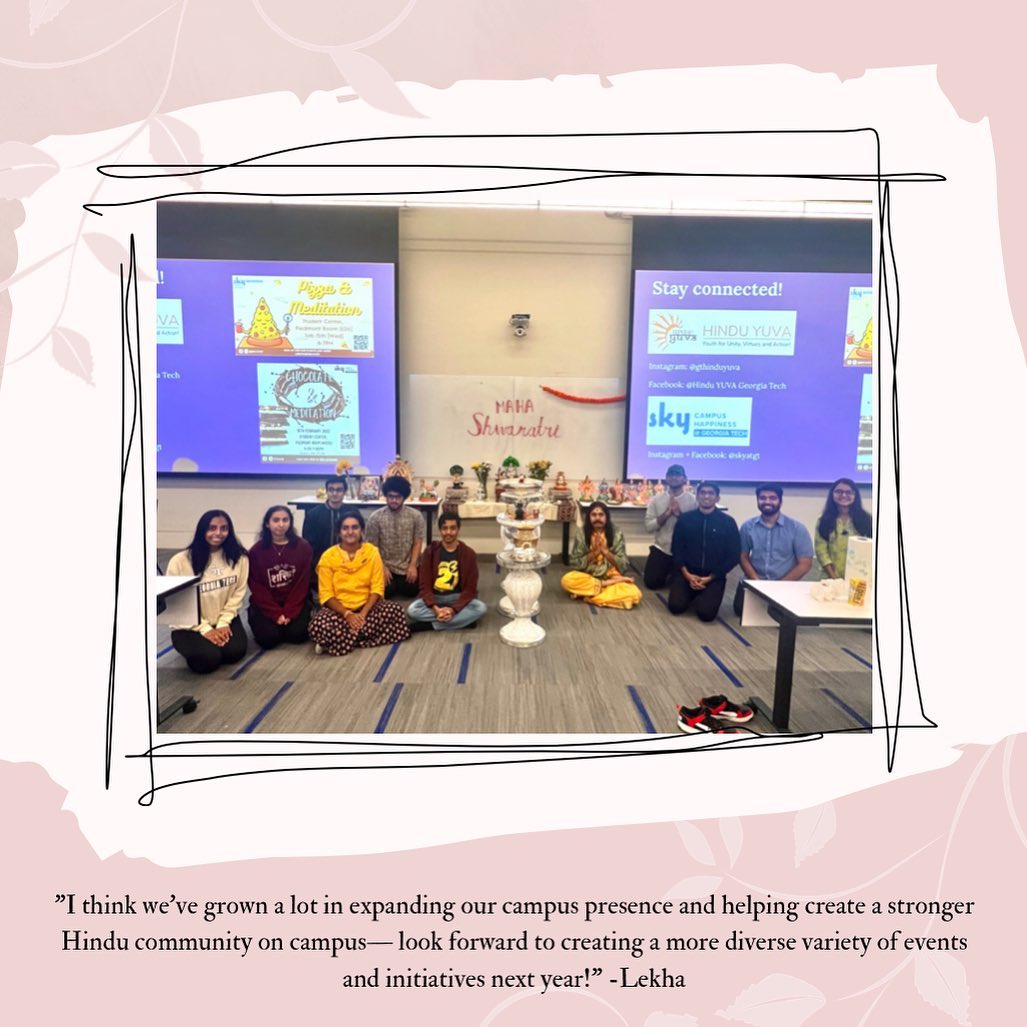 Pizza &
Meditation
CHOCOLATE
&
MEDITATION
Tech
MAHA
Shivaratri
Stay connected!
HINDU YUVA
Youth for Unity, Virtues and Action!
Instagram: @gthinduyuva
Facebook: @Hindu YUVA Georgia Tech
sky CAMPUS
HAPPINESS
@ GEORGIA TECH
Instagram + Facebook: @skyatgt
"I think we've grown a lot in expanding our campus presence and helping create a stronger
Hindu community on campus— look forward to creating a more diverse variety of events
and initiatives next year!" -Lekha